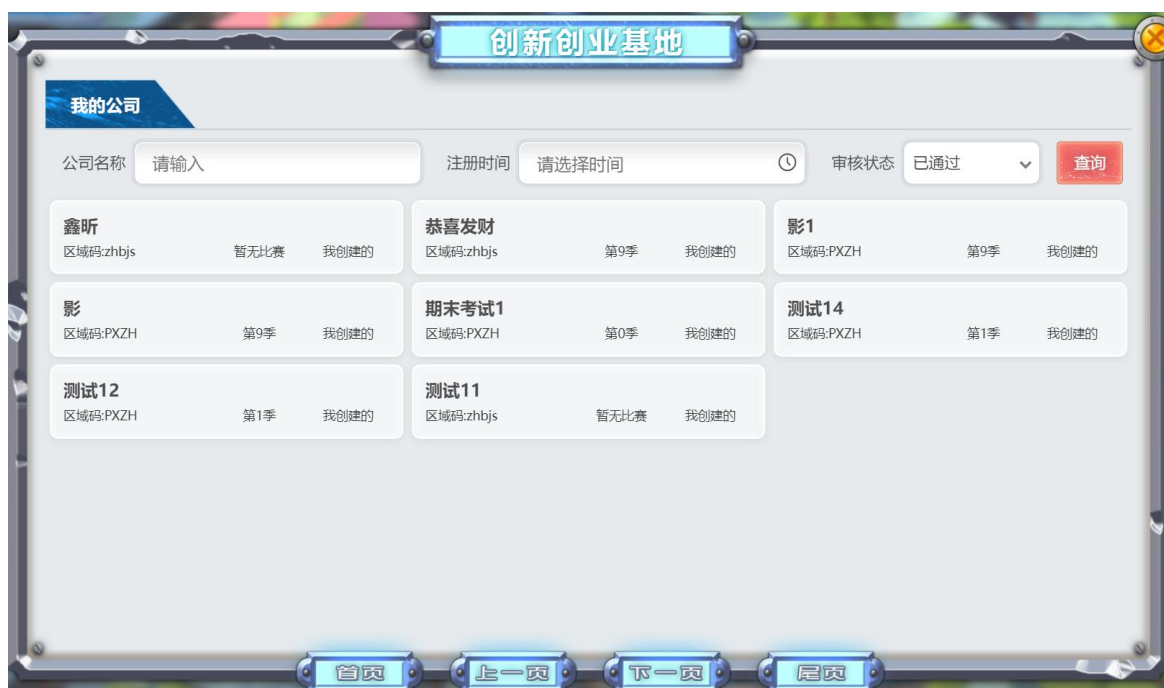 创新创业基地
我的公司
公司名称 请输入 注册时间 请选择时间 审核状态 已通过 查询
鑫昕
区域码:zhbjs 暂无比赛 我创建的
恭喜发财
区域码:zhbjs 第9季 我创建的
影1
区域码:PXZH 第9季 我创建的
影
区域码:PXZH 第9季 我创建的
期末考试1
区域码:PXZH 第0季 我创建的
测试14
区域码:PXZH 第1季 我创建的
测试12
区域码:PXZH 第1季 我创建的
测试11
区域码:zhbjs 暂无比赛 我创建的
首页 上一页 下一页 尾页